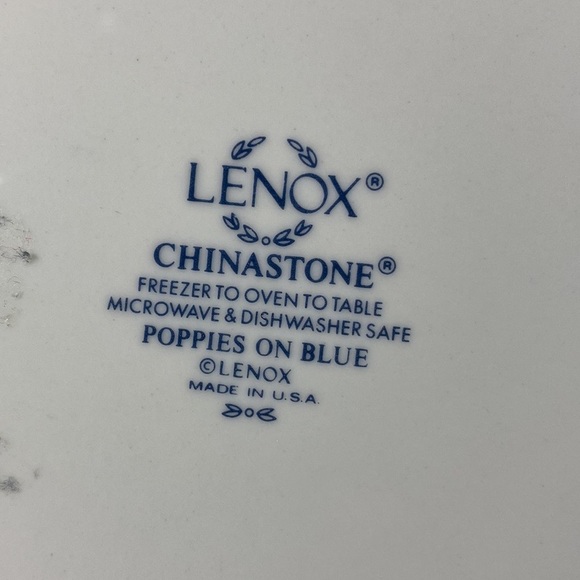 LENOX®
CHINASTONE®
FREEZER TO OVEN TO TABLE
MICROWAVE & DISHWASHER SAFE
POPPIES ON BLUE
©LENOX
MADE IN U.S.A.